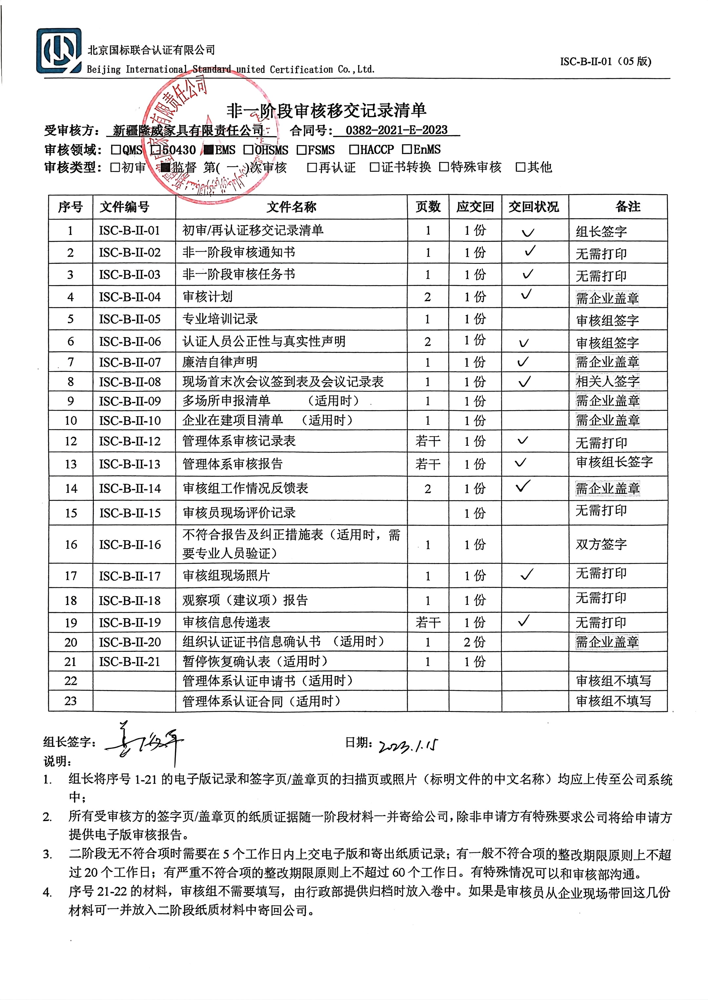 北京国标联合认证有限公司
Beijing International Standard united Certification Co.,Ltd.
ISC-B-II-01（05 版）
有限责任公司
非一阶段审核移交记录清单
受审核方： 新疆隆威家具有限责任公司 合同号： 0382-2021-E-2023
审核领域：□QMS □50430 ■EMS □OHSMS □FSMS □HACCP □EnMS
审核类型：□初审 ■监督 第( 一 )次审核 □再认证 □证书转换 □特殊审核 □其他
序号 文件编号 文件名称 页数 应交回 交回状况 备注
1 ISC-B-II-01 初审/再认证移交记录清单 1 1 份 ✓ 组长签字
2 ISC-B-II-02 非一阶段审核通知书 1 1 份 ✓ 无需打印
3 ISC-B-II-03 非一阶段审核任务书 1 1 份 ✓ 无需打印
4 ISC-B-II-04 审核计划 2 1 份 ✓ 需企业盖章
5 ISC-B-II-05 专业培训记录 1 1 份 审核组签字
6 ISC-B-II-06 认证人员公正性与真实性声明 2 1 份 ✓ 审核组签字
7 ISC-B-II-07 廉洁自律声明 1 1 份 ✓ 需企业盖章
8 ISC-B-II-08 现场首末次会议签到表及会议记录表 1 1 份 ✓ 相关人签字
9 ISC-B-II-09 多场所申报清单 （适用时） 1 1 份 需企业盖章
10 ISC-B-II-10 企业在建项目清单 （适用时） 1 1 份 需企业盖章
12 ISC-B-II-12 管理体系审核记录表 若干 1 份 ✓ 无需打印
13 ISC-B-II-13 管理体系审核报告 若干 1 份 ✓ 审核组长签字
14 ISC-B-II-14 审核组工作情况反馈表 2 1 份 ✓ 需企业盖章
15 ISC-B-II-15 审核员现场评价记录 1 份 无需打印
16 ISC-B-II-16 不符合报告及纠正措施表（适用时，需
要专业人员验证） 1 1 份 双方签字
17 ISC-B-II-17 审核组现场照片 1 1 份 ✓ 无需打印
18 ISC-B-II-18 观察项（建议项）报告 1 1 份 无需打印
19 ISC-B-II-19 审核信息传递表 若干 1 份 ✓ 无需打印
20 ISC-B-II-20 组织认证证书信息确认书 （适用时） 1 2 份 需企业盖章
21 ISC-B-II-21 暂停恢复确认表（适用时） 1 1 份
22 管理体系认证申请书（适用时） 审核组不填写
23 管理体系认证合同（适用时） 审核组不填写
组长签字： 日期：2023.1.15
说明：
1. 组长将序号 1-21 的电子版记录和签字页/盖章页的扫描页或照片（标明文件的中文名称）均应上传至公司系统
中；
2. 所有受审核方的签字页/盖章页的纸质证据随一阶段材料一并寄给公司，除非申请方有特殊要求公司将给申请方
提供电子版审核报告。
3. 二阶段无不符合项时需要在 5 个工作日内上交电子版和寄出纸质记录；有一般不符合项的整改期限原则上不超
过 20 个工作日；有严重不符合项的整改期限原则上不超过 60 个工作日。有特殊情况可以和审核部沟通。
4. 序号 21-22 的材料，审核组不需要填写，由行政部提供归档时放入卷中。如果是审核员从企业现场带回这几份
材料可一并放入二阶段纸质材料中寄回公司。